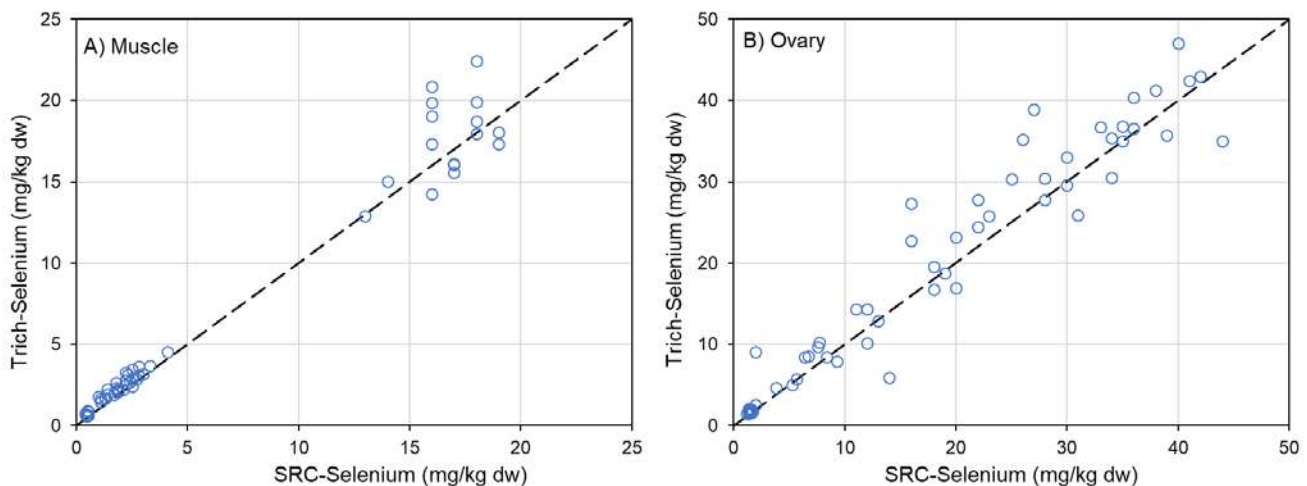 A) Muscle
25
20
15
10
5
0
Trich-Selenium (mg/kg dw)
0 5 10 15 20 25
SRC-Selenium (mg/kg dw)
B) Ovary
50
40
30
20
10
0
Trich-Selenium (mg/kg dw)
0 10 20 30 40 50
SRC-Selenium (mg/kg dw)